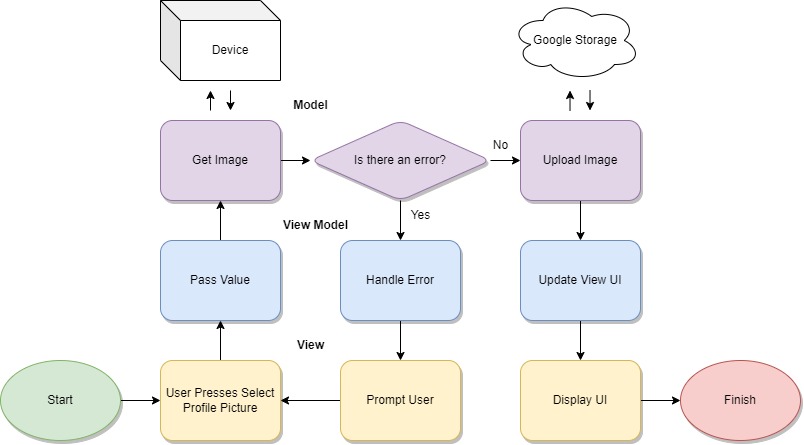 Device
Google Storage
Model
Get Image
Is there an error?
No
Upload Image
Yes
View Model
Pass Value
Handle Error
Update View UI
View
Start
User Presses Select
Profile Picture
Prompt User
Display UI
Finish